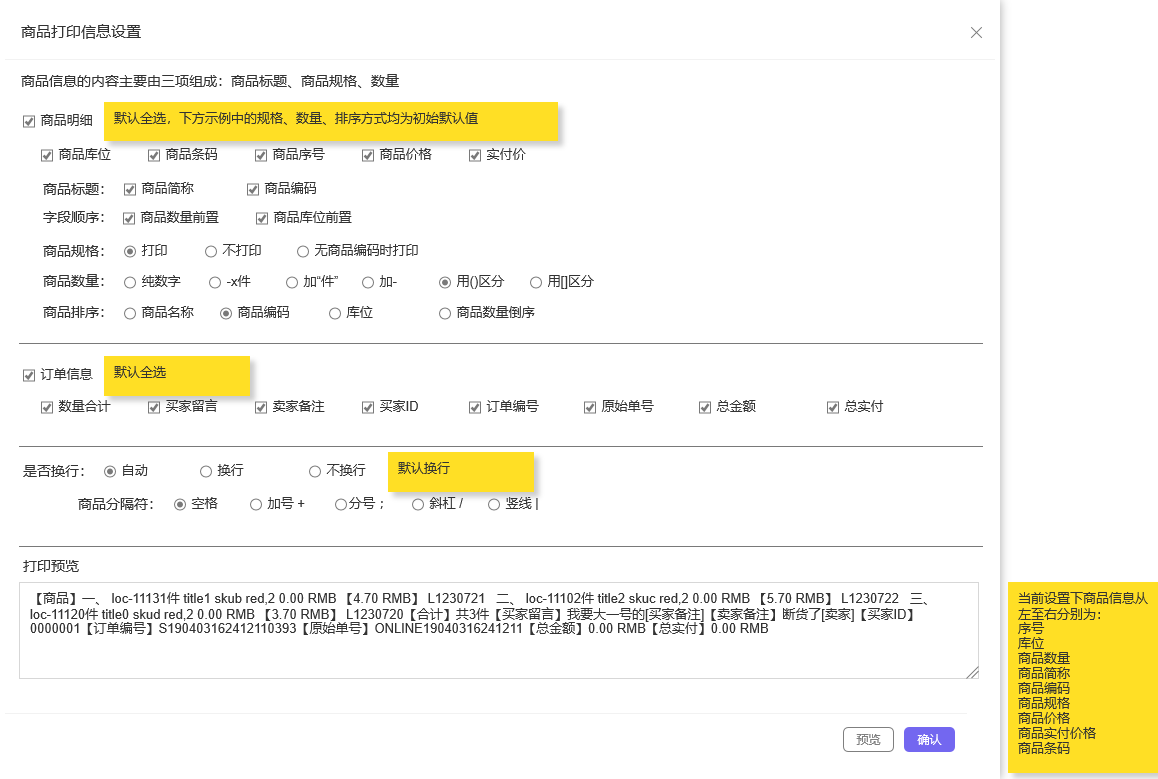 商品打印信息设置
商品信息的内容主要由三项组成：商品标题、商品规格、数量
商品明细
默认全选，下方示例中的规格、数量、排序方式均为初始默认值
商品库位 商品条码 商品序号 商品价格 实付价
商品标题： 商品简称 商品编码
字段顺序： 商品数量前置 商品库位前置
商品规格： 打印 不打印 无商品编码时打印
商品数量： 纯数字 -x件 加“件” 加- 用()区分 用[]区分
商品排序： 商品名称 商品编码 库位 商品数量倒序
订单信息 默认全选
数量合计 买家留言 卖家备注 买家ID 订单编号 原始单号 总金额 总实付
是否换行： 自动 换行 不换行 默认换行
商品分隔符： 空格 加号 + 分号； 斜杠 / 竖线 |
打印预览
【商品】一、 loc-11131件 title1 skub red,2 0.00 RMB 【4.70 RMB】 L1230721 二、 loc-11102件 title2 skuc red,2 0.00 RMB 【5.70 RMB】 L1230722 三、
loc-11120件 title0 skud red,2 0.00 RMB 【3.70 RMB】 L1230720【合计】共3件【买家留言】我要大一号的[买家备注]【卖家备注】断货了[卖家]【买家ID】
0000001【订单编号】S190403162412110393【原始单号】ONLINE19040316241211【总金额】0.00 RMB【总实付】0.00 RMB
预览 确认
当前设置下商品信息从
左至右分别为：
序号
库位
商品数量
商品简称
商品编码
商品规格
商品价格
商品实付价格
商品条码